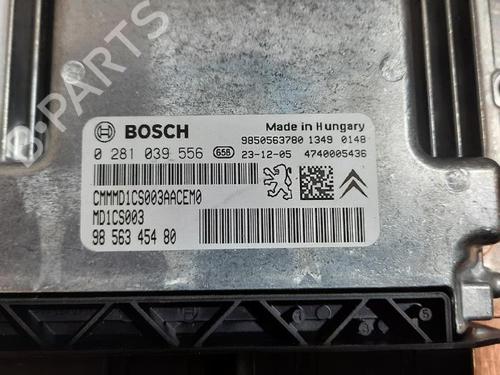 B-PARTS
BOSCH
Made in Hungary
9850563780 1349 0148
0 281 039 556 658 23-12-05 4740005436
CMMMD1CS003AACEM0
MD1CS003
98 563 454 80